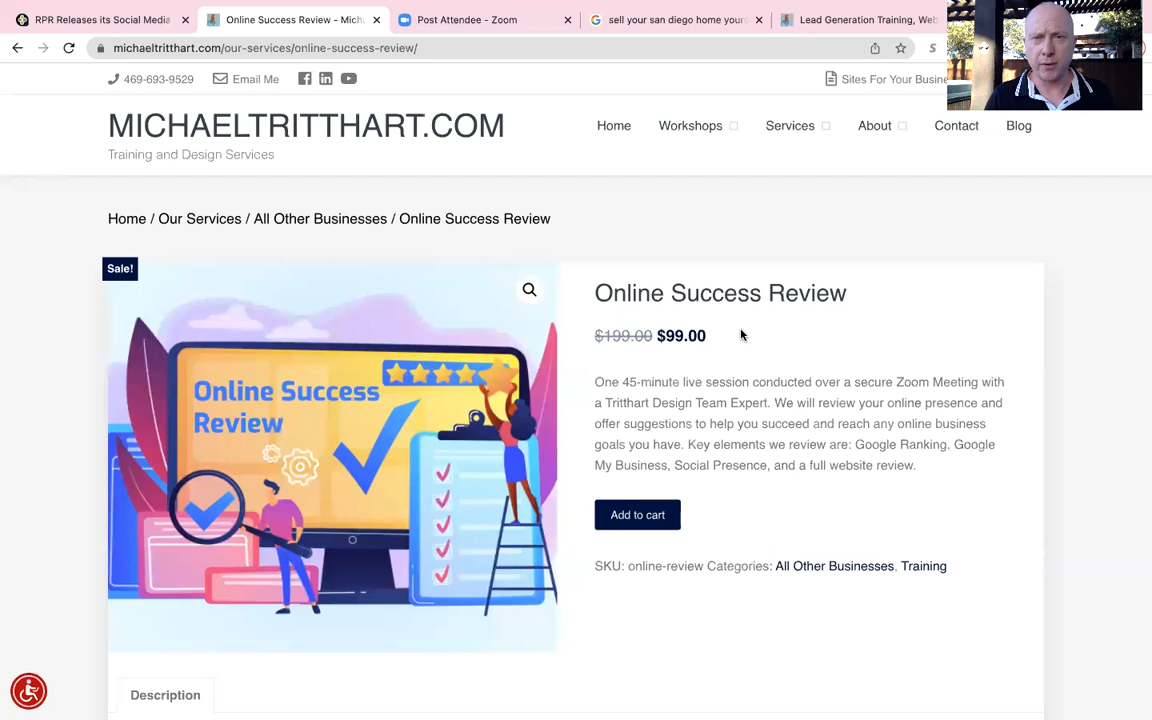 RPR Releases its Social Media
Online Success Review - Mich
Post Attendee - Zoom
sell your san diego home your
Lead Generation Training, Web
michaeltritthart.com/our-services/online-success-review/
469-693-9529
Email Me
Sites For Your Busine
MICHAELTRITTHART.COM
Training and Design Services
Home
Workshops
Services
About
Contact
Blog
Home / Our Services / All Other Businesses / Online Success Review
Sale!
Online Success
Review
Online Success Review
$199.00 $99.00
One 45-minute live session conducted over a secure Zoom Meeting with
a Tritthart Design Team Expert. We will review your online presence and
offer suggestions to help you succeed and reach any online business
goals you have. Key elements we review are: Google Ranking, Google
My Business, Social Presence, and a full website review.
Add to cart
SKU: online-review Categories: All Other Businesses, Training
Description